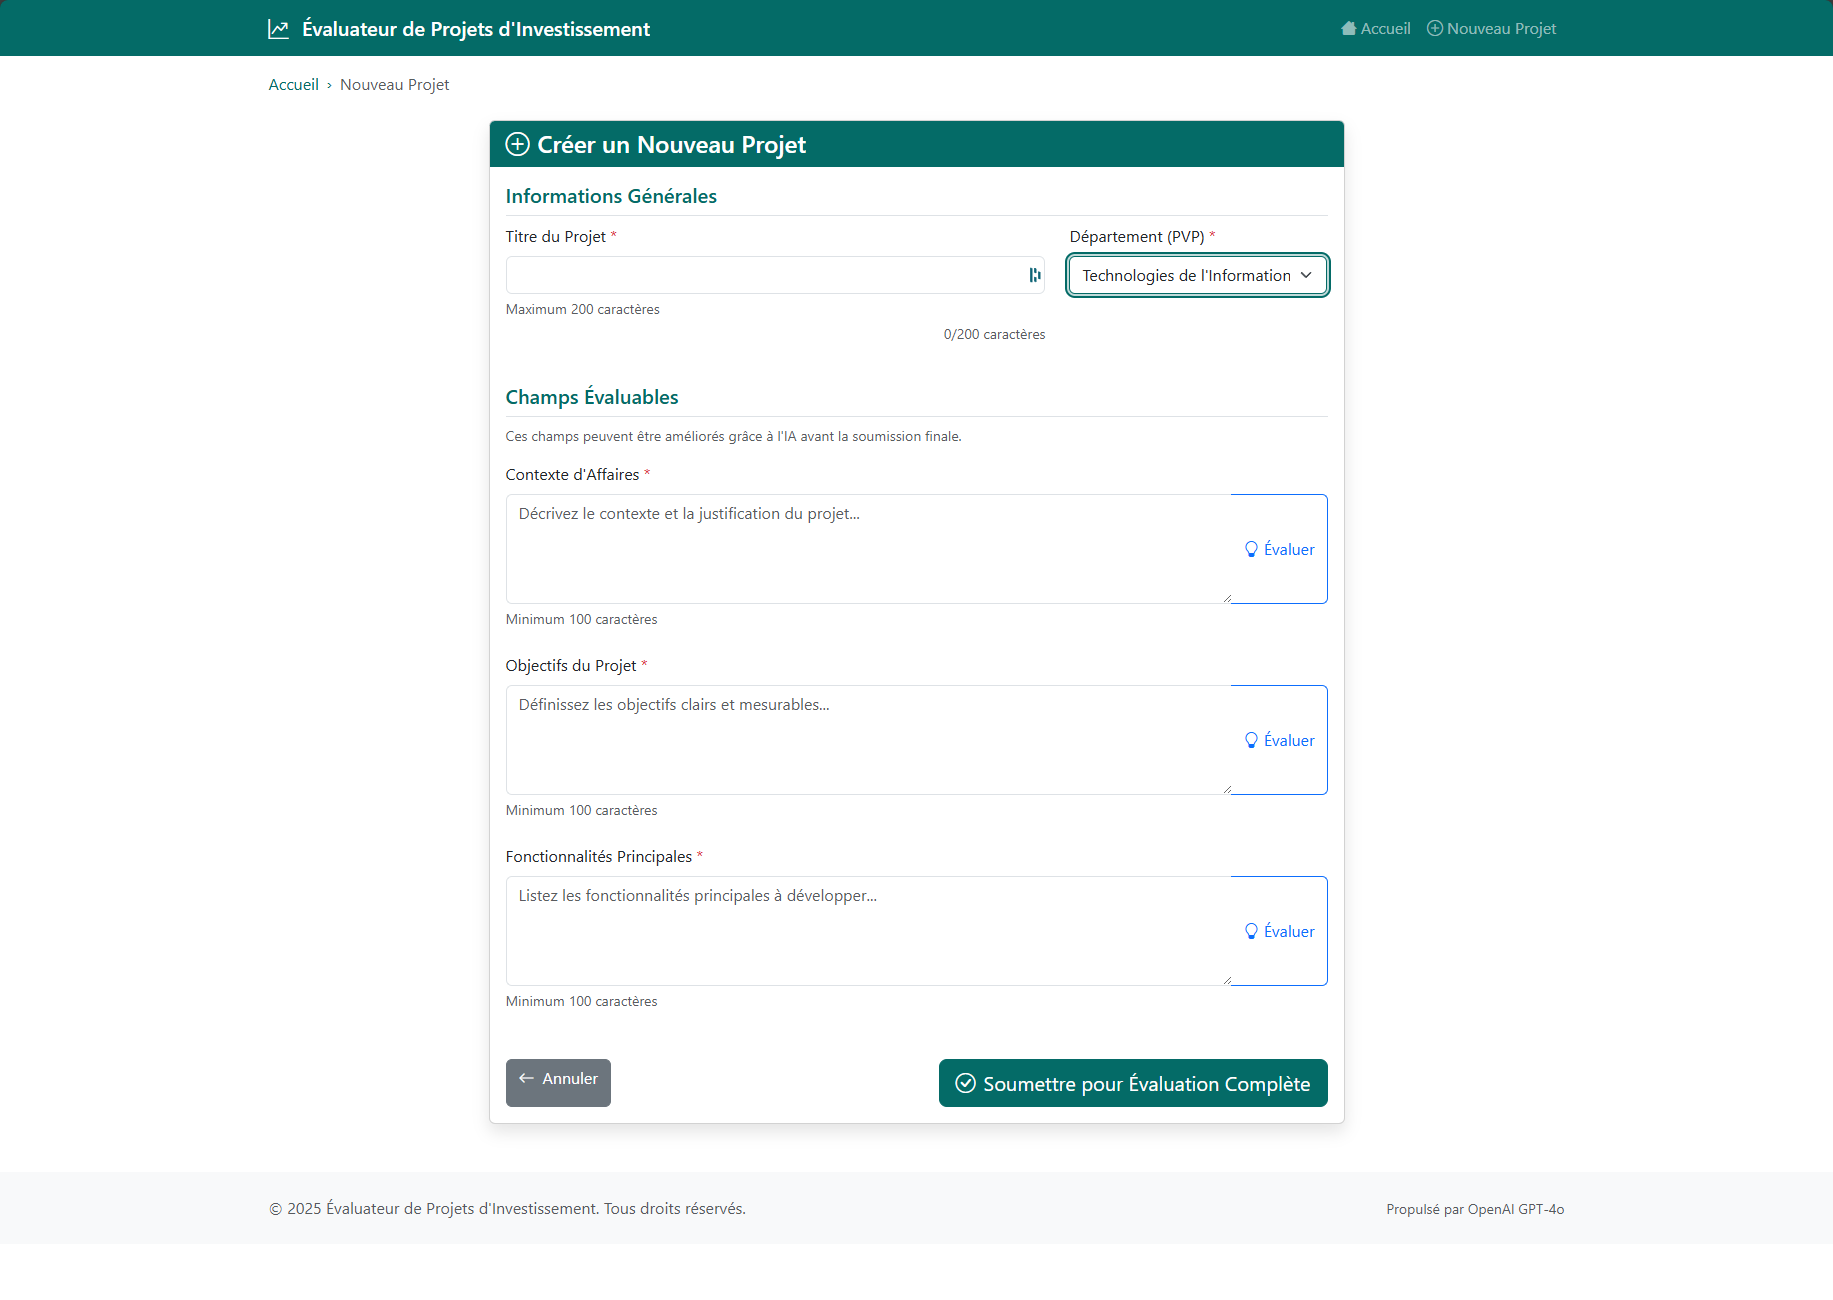 Évaluateur de Projets d'Investissement
Accueil
Nouveau Projet
Accueil › Nouveau Projet
Créer un Nouveau Projet
Informations Générales
Titre du Projet *
Département (PVP) *
Technologies de l'Information
Maximum 200 caractères
0/200 caractères
Champs Évaluables
Ces champs peuvent être améliorés grâce à l'IA avant la soumission finale.
Contexte d'Affaires *
Décrivez le contexte et la justification du projet...
Évaluer
Minimum 100 caractères
Objectifs du Projet *
Définissez les objectifs clairs et mesurables...
Évaluer
Minimum 100 caractères
Fonctionnalités Principales *
Listez les fonctionnalités principales à développer...
Évaluer
Minimum 100 caractères
Annuler
Soumettre pour Évaluation Complète
© 2025 Évaluateur de Projets d'Investissement. Tous droits réservés.
Propulsé par OpenAI GPT-4o